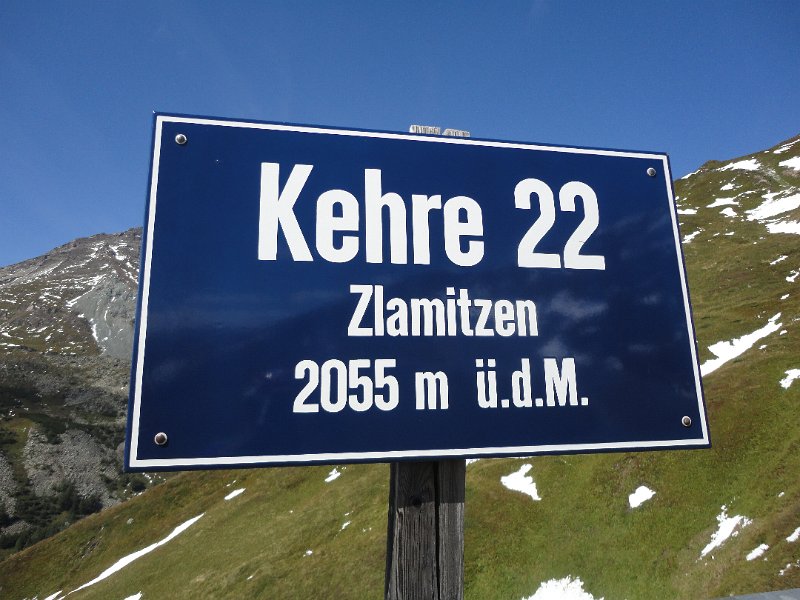 Kehre 22
Zlamitzen
2055 m ü.d.M.